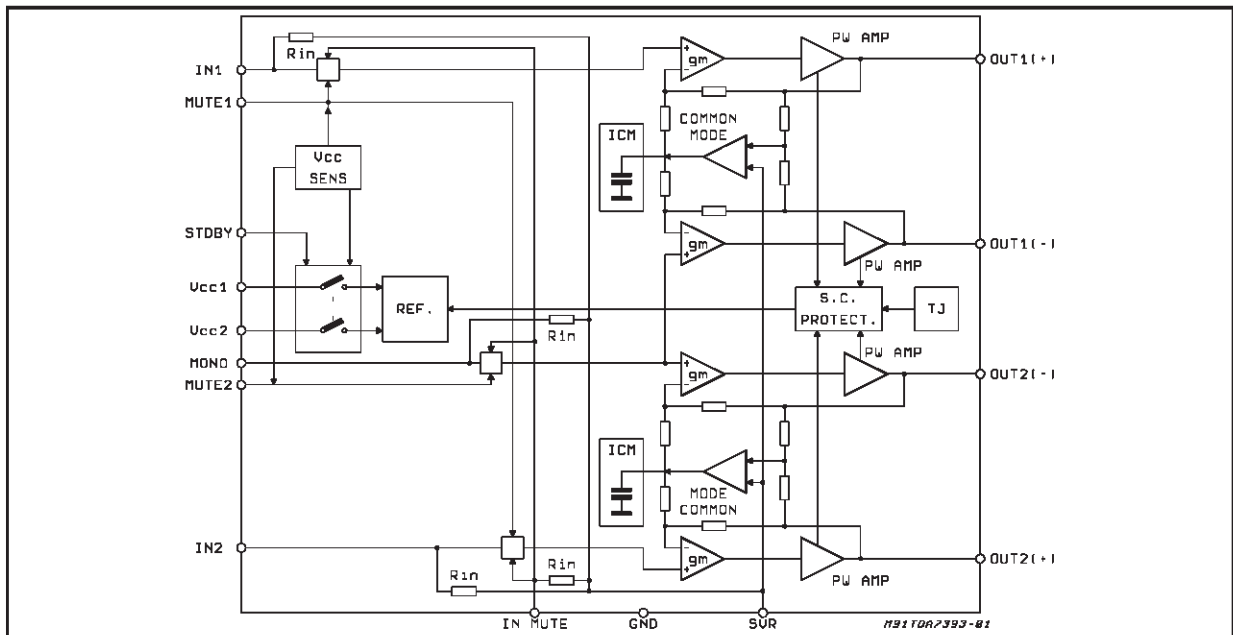 PW AMP
Rin
IN1
OUT1(+)
gm
MUTE1
COMMON
MODE
ICM
Vcc
SENS
STDBY
gm
OUT1(-)
PW AMP
Vcc1
REF.
S.C.
PROTECT.
TJ
Vcc2
Rin
MONO
PW AMP
gm
OUT2(-)
MUTE2
ICM
MODE
COMMON
IN2
gm
OUT2(+)
Rin
Rin
PW AMP
IN MUTE
GND
SVR
M91TDA7393-01